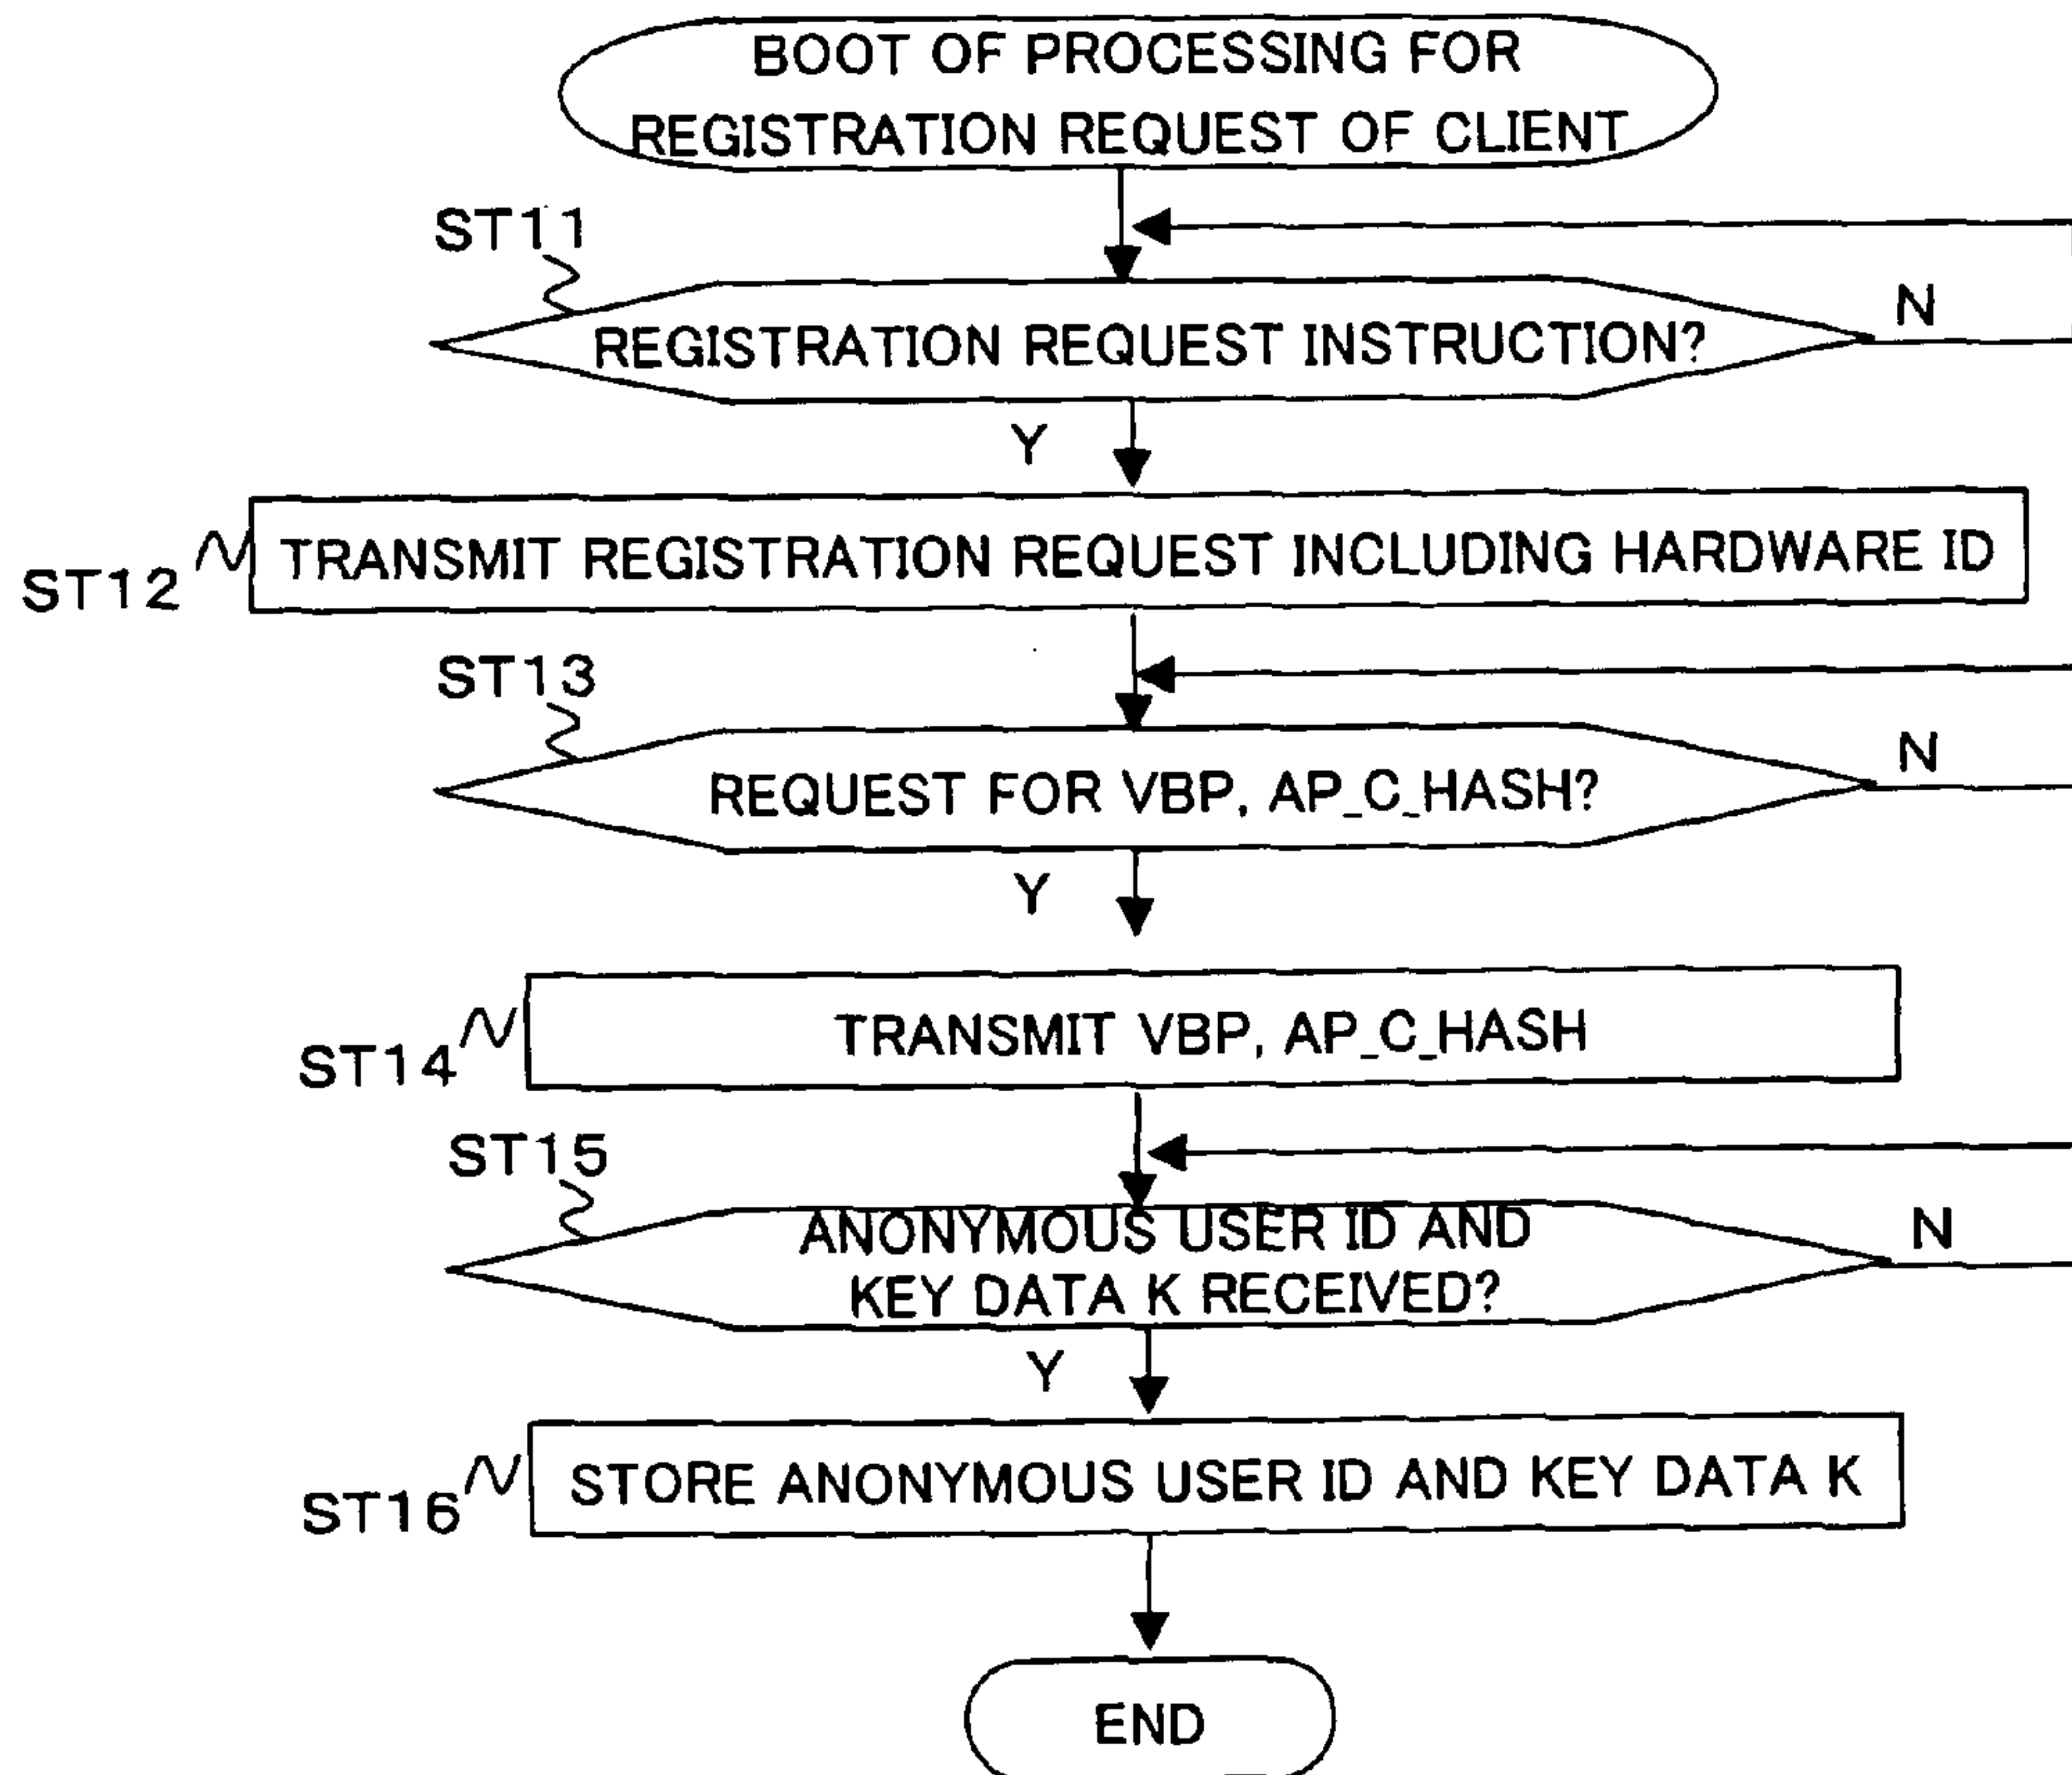 BOOT OF PROCESSING FOR
REGISTRATION REQUEST OF CLIENT
ST11
REGISTRATION REQUEST INSTRUCTION?
N
Y
ST12
TRANSMIT REGISTRATION REQUEST INCLUDING HARDWARE ID
ST13
REQUEST FOR VBP, AP_C_HASH?
N
Y
ST14
TRANSMIT VBP, AP_C_HASH
ST15
ANONYMOUS USER ID AND
KEY DATA K RECEIVED?
N
Y
ST16
STORE ANONYMOUS USER ID AND KEY DATA K
END